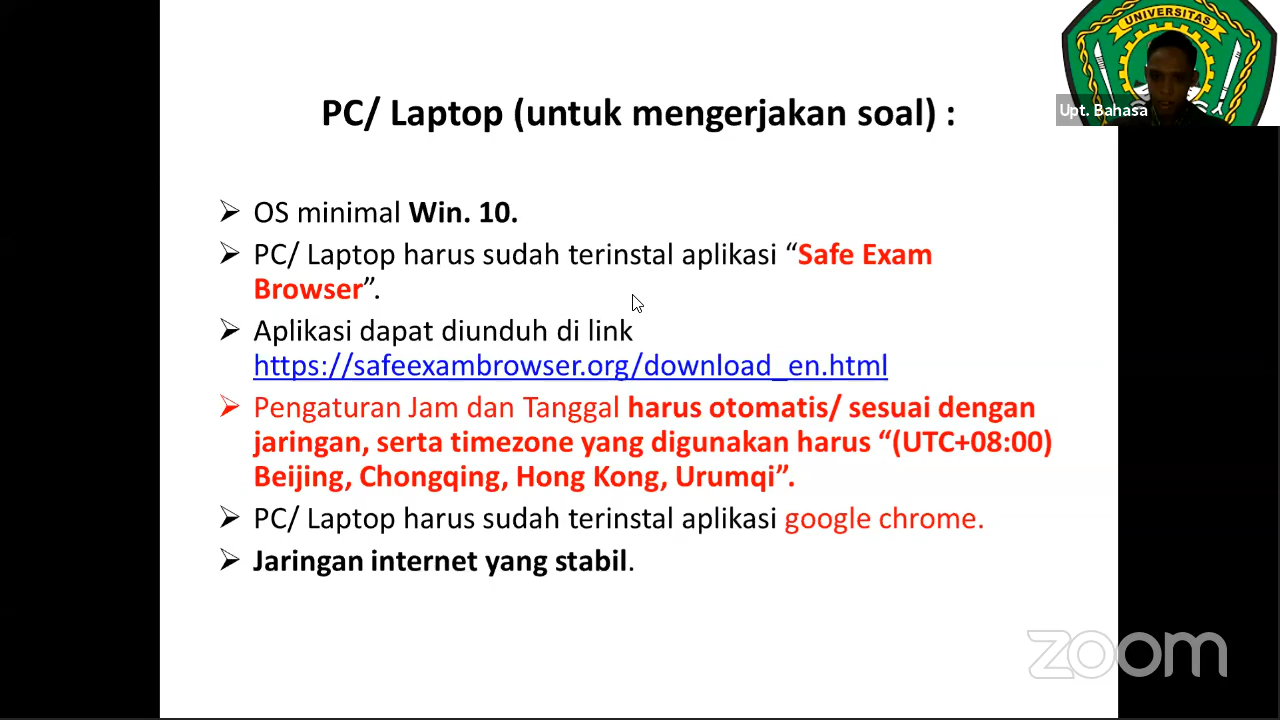 UNIVERSITAS
Upt. Bahasa
PC/ Laptop (untuk mengerjakan soal) :
OS minimal Win. 10.
PC/ Laptop harus sudah terinstal aplikasi “Safe Exam
Browser”.
Aplikasi dapat diunduh di link
https://safeexambrowser.org/download_en.html
Pengaturan Jam dan Tanggal harus otomatis/ sesuai dengan
jaringan, serta timezone yang digunakan harus “(UTC+08:00)
Beijing, Chongqing, Hong Kong, Urumqi”.
PC/ Laptop harus sudah terinstal aplikasi google chrome.
Jaringan internet yang stabil.
zoom